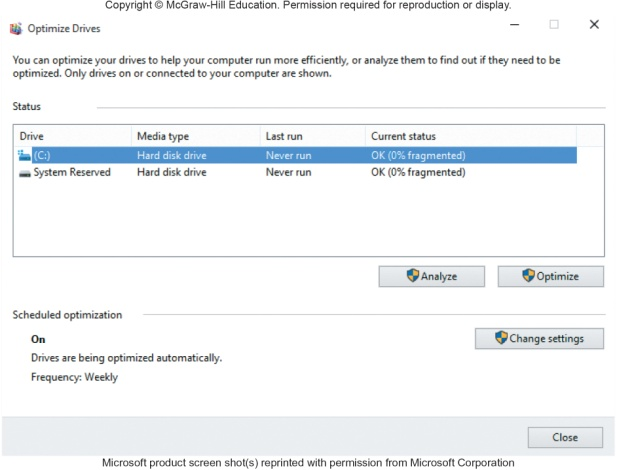 Copyright © McGraw-Hill Education. Permission required for reproduction or display.
Optimize Drives
You can optimize your drives to help your computer run more efficiently, or analyze them to find out if they need to be
optimized. Only drives on or connected to your computer are shown.
Status
Drive Media type Last run Current status
(C:) Hard disk drive Never run OK (0% fragmented)
System Reserved Hard disk drive Never run OK (0% fragmented)
Analyze Optimize
Scheduled optimization
On Change settings
Drives are being optimized automatically.
Frequency: Weekly
Close
Microsoft product screen shot(s) reprinted with permission from Microsoft Corporation